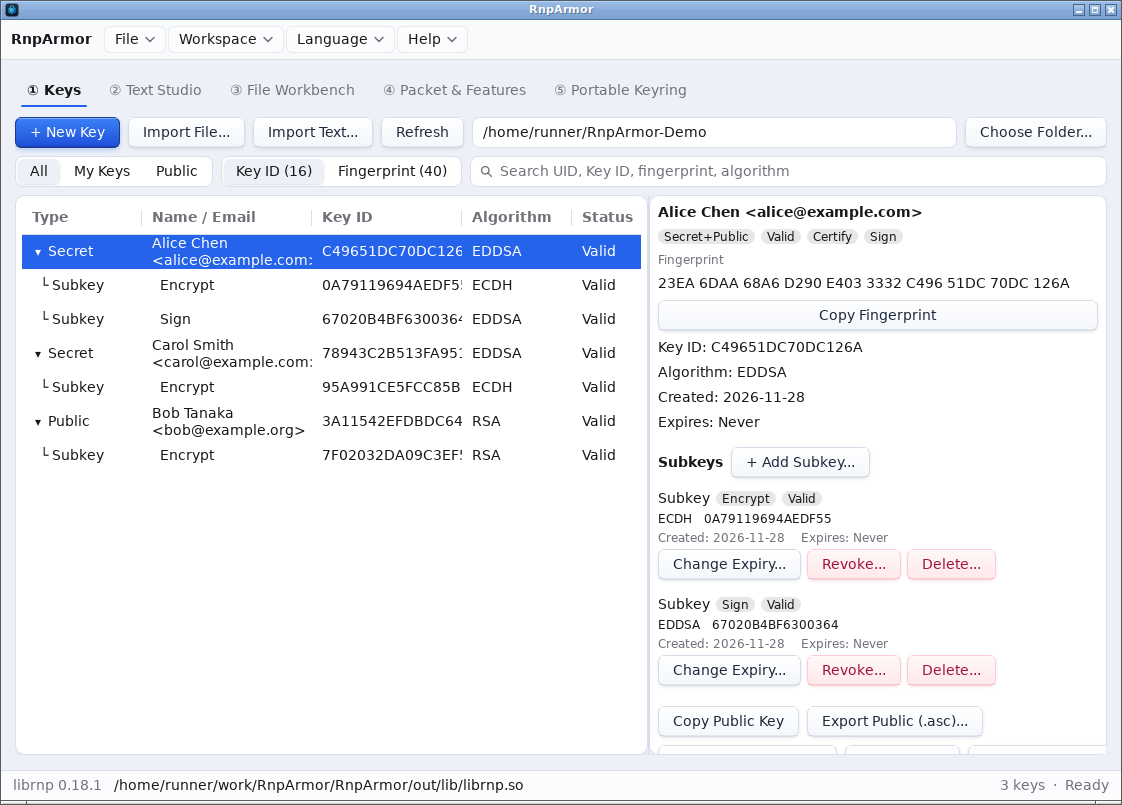 RnpArmor
RnpArmor File Workspace Language Help
① Keys ② Text Studio ③ File Workbench ④ Packet & Features ⑤ Portable Keyring
+ New Key Import File... Import Text... Refresh /home/runner/RnpArmor-Demo Choose Folder...
All My Keys Public Key ID (16) Fingerprint (40) Search UID, Key ID, fingerprint, algorithm
Type Name / Email Key ID Algorithm Status
▾ Secret Alice Chen <alice@example.com> C49651DC70DC126 EDDSA Valid
└ Subkey Encrypt 0A79119694AEDF5 ECDH Valid
└ Subkey Sign 67020B4BF6300364 EDDSA Valid
▾ Secret Carol Smith <carol@example.com> 78943C2B513FA951 EDDSA Valid
└ Subkey Encrypt 95A991CE5FCC85B ECDH Valid
▾ Public Bob Tanaka <bob@example.org> 3A11542EFDBDC64 RSA Valid
└ Subkey Encrypt 7F02032DA09C3EF RSA Valid
Alice Chen <alice@example.com>
Secret+Public Valid Certify Sign
Fingerprint
23EA 6DAA 68A6 D290 E403 3332 C496 51DC 70DC 126A
Copy Fingerprint
Key ID: C49651DC70DC126A
Algorithm: EDDSA
Created: 2026-11-28
Expires: Never
Subkeys + Add Subkey...
Subkey Encrypt Valid
ECDH 0A79119694AEDF55
Created: 2026-11-28 Expires: Never
Change Expiry... Revoke... Delete...
Subkey Sign Valid
EDDSA 67020B4BF6300364
Created: 2026-11-28 Expires: Never
Change Expiry... Revoke... Delete...
Copy Public Key Export Public (.asc)...
librnp 0.18.1 /home/runner/work/RnpArmor/RnpArmor/out/lib/librnp.so 3 keys · Ready